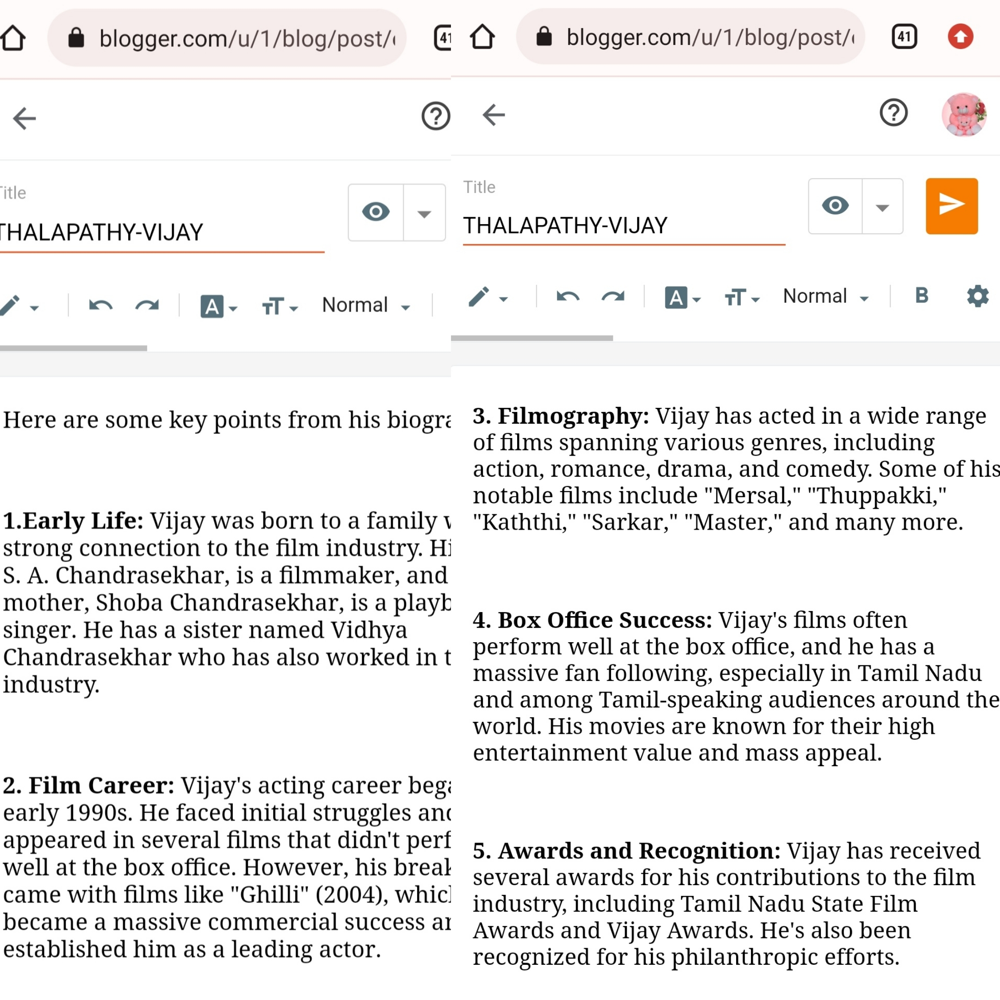 blogger.com/u/1/blog/post/
Title
THALAPATHY-VIJAY
A
TT
Normal
Here are some key points from his
1.Early Life: Vijay was born to a family
strong connection to the film industry.
S. A. Chandrasekhar, is a filmmaker, and
mother, Shoba Chandrasekhar, is a
singer. He has a sister named Vidhya
Chandrasekhar who has also worked in
industry.
2. Film Career: Vijay's acting career
early 1990s. He faced initial struggles
appeared in several films that didn't
well at the box office. However, his
came with films like "Ghilli" (2004),
became a massive commercial success
established him as a leading actor.
blogger.com/u/1/blog/post/
41
Title
THALAPATHY-VIJAY
A
TT
Normal
B
3. Filmography: Vijay has acted in a wide range
of films spanning various genres, including
action, romance, drama, and comedy. Some of his
notable films include "Mersal," "Thuppakki,"
"Kaththi," "Sarkar," "Master," and many more.
4. Box Office Success: Vijay's films often
perform well at the box office, and he has a
massive fan following, especially in Tamil Nadu
and among Tamil-speaking audiences around the
world. His movies are known for their high
entertainment value and mass appeal.
5. Awards and Recognition: Vijay has received
several awards for his contributions to the film
industry, including Tamil Nadu State Film
Awards and Vijay Awards. He's also been
recognized for his philanthropic efforts.